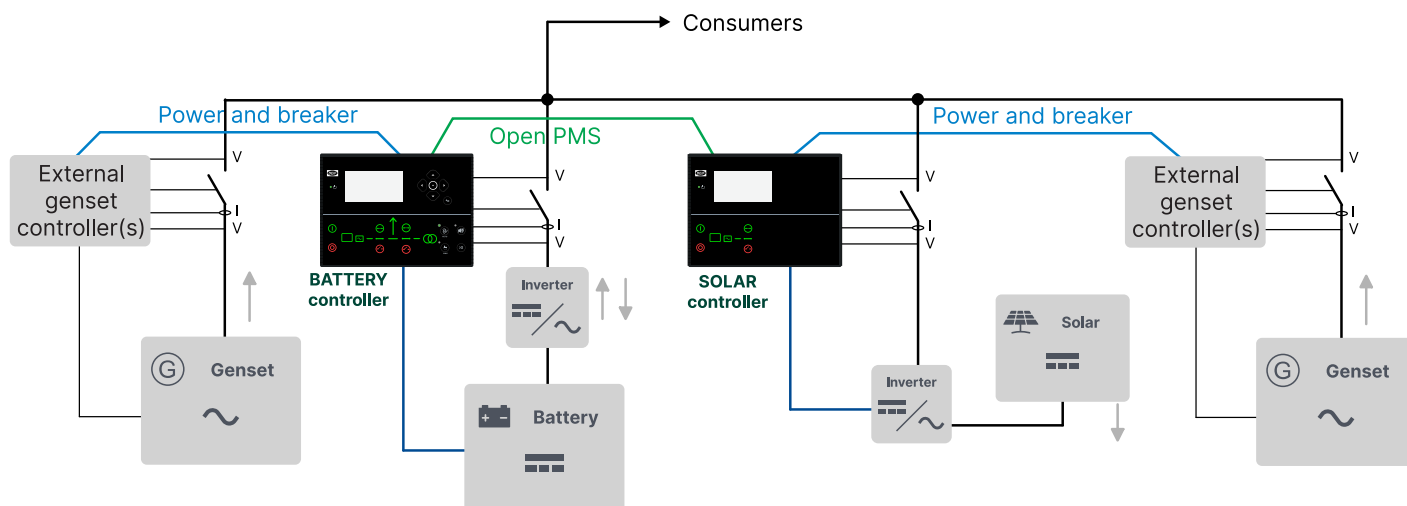 Consumers
Power and breaker
Open PMS
Power and breaker
External
genset
controller(s)
V
I
V
V
I
V
V
I
V
External
genset
controller(s)
V
I
V
BATTERY
controller
SOLAR
controller
Inverter
Solar
G
Genset
Battery
Inverter
G
Genset